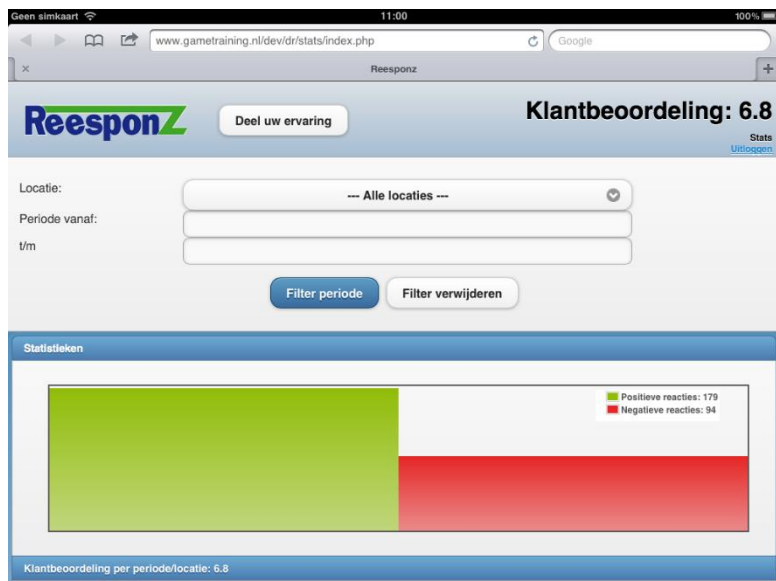 Geen simkaart 11:00 100%
www.gametraining.nl/dev/dr/stats/index.php Google
Reesponz
ReesponZ Deel uw ervaring Klantbeoordeling: 6.8
Stats
Uitloggen
Locatie: --- Alle locaties ---
Periode vanaf:
t/m
Filter periode Filter verwijderen
Statistieken
Positieve reacties: 179
Negatieve reacties: 94
Klantbeoordeling per periode/locatie: 6.8